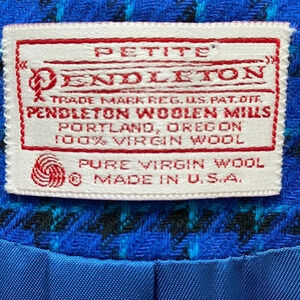 PETITE
"PENDLETON"
TRADE MARK REG. U.S. PAT. OFF.
PENDLETON WOOLEN MILLS
PORTLAND, OREGON
100% VIRGIN WOOL
PURE VIRGIN WOOL
© MADE IN U.S.A.